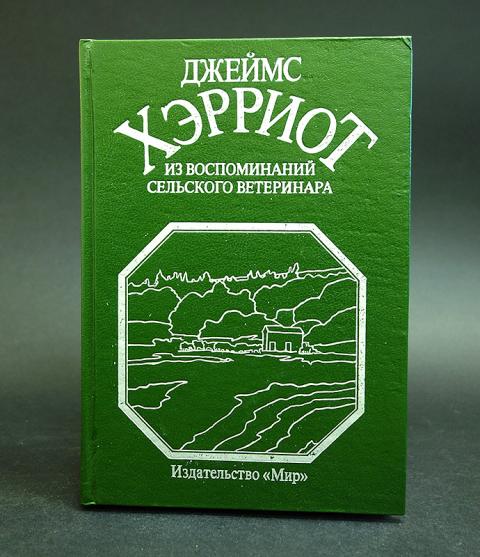 ДЖЕЙМС
ХЭРРИОТ
ИЗ ВОСПОМИНАНИЙ
СЕЛЬСКОГО ВЕТЕРИНАРА
Издательство «Мир»